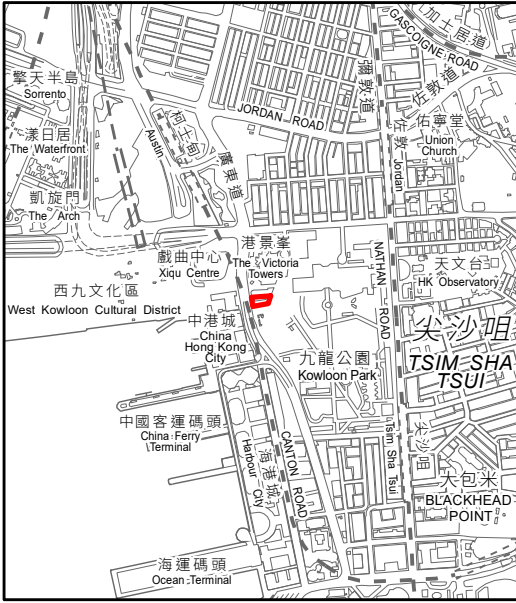 加士居道
GASCOIGNE ROAD
擎天半島
Sorrento
彌敦道
佐敦道
柯士甸
Austin
JORDAN ROAD
佑寧堂
Union
Church
漾日居
The Waterfront
廣東道
佐敦 Jordan
凱旋門
The Arch
港景峯
The Victoria
Towers
戲曲中心
Xiqu Centre
NATHAN ROAD
天文台
HK Observatory
西九文化區
West Kowloon Cultural District
中港城
China
Hong Kong
City
尖沙咀
TSIM SHA
TSUI
九龍公園
Kowloon Park
中國客運碼頭
China Ferry
Terminal
海港城
Harbour City
CANTON ROAD
尖沙咀
Tsim Sha Tsui
大包米
BLACKHEAD
POINT
海運碼頭
Ocean Terminal